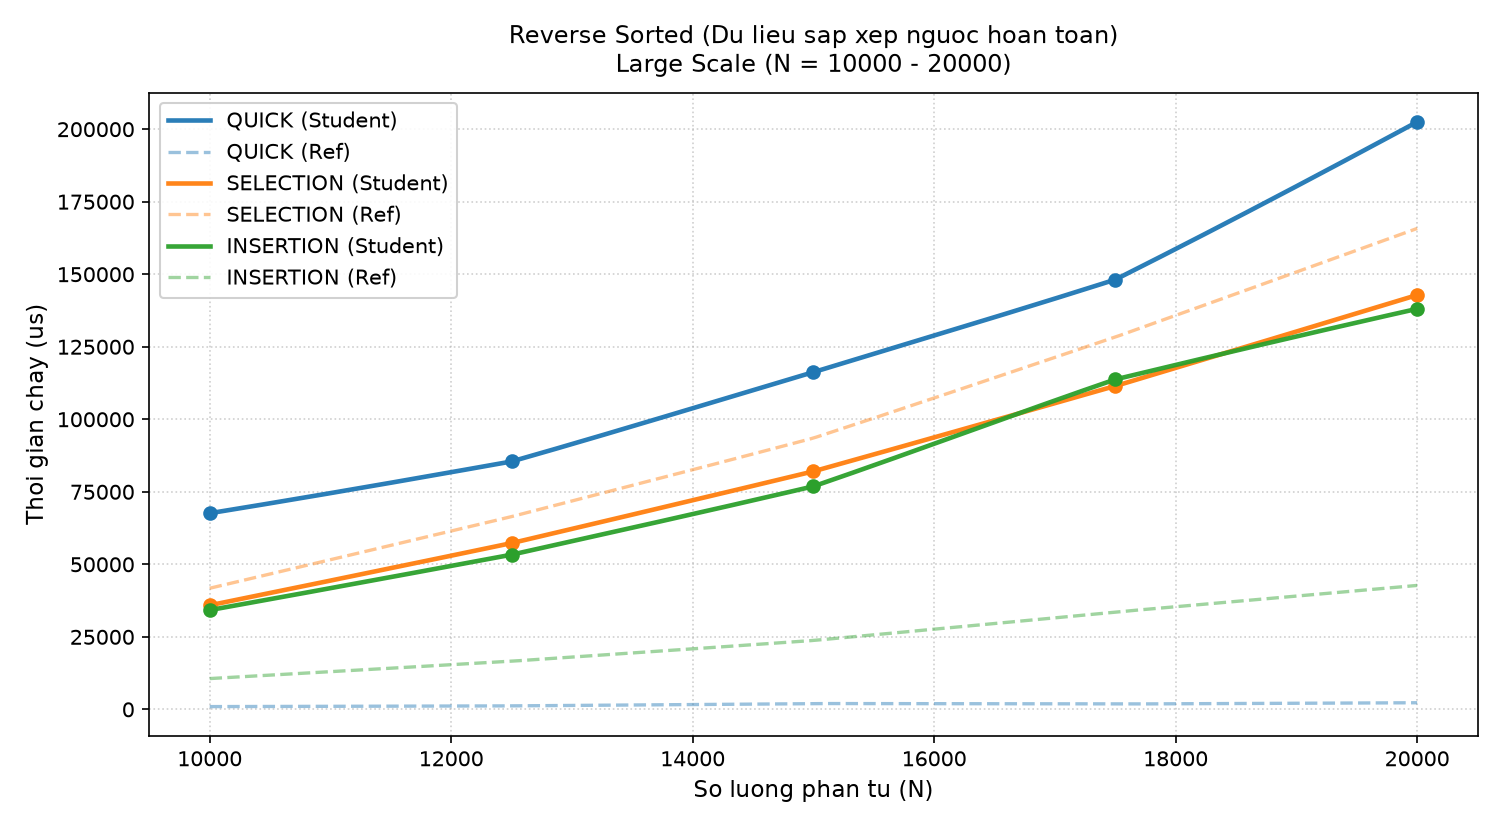 Reverse Sorted (Du lieu sap xep nguoc hoan toan)
Large Scale (N = 10000 - 20000)
QUICK (Student)
QUICK (Ref)
SELECTION (Student)
SELECTION (Ref)
INSERTION (Student)
INSERTION (Ref)
Thoi gian chay (us)
200000
175000
150000
125000
100000
75000
50000
25000
0
10000 12000 14000 16000 18000 20000
So luong phan tu (N)